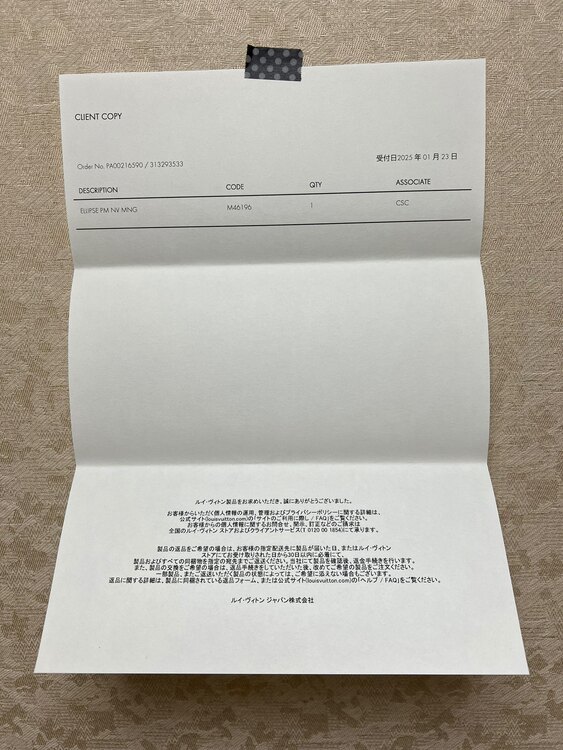 CLIENT COPY
Order No. PA00216590 / 313293533
受付日2025 年 01 月 23 日
DESCRIPTION CODE QTY ASSOCIATE
ELLIPSE PM NV MNG M46196 1 CSC
ルイ・ヴィトン製品をお求めいただき、誠にありがとうございました。
お客様からいただく個人情報の運用、管理およびプライバシーポリシーに関する詳細は、
公式サイト(louisvuitton.com)の「サイトのご利用に際し / FAQ」をご覧ください。
お客様からの個人情報に関するお問合せ、開示、訂正などのご請求は
全国のルイ・ヴィトン ストアおよびクライアントサービス(T 0120 00 1854)にて承ります。
製品の返品をご希望の場合は、お客様の指定配送先に製品が届いた日、またはルイ・ヴィトン
ストアにてお受け取りされた日から30日以内に必着にて、
製品およびすべての同梱物を指定の宛先までご返送ください。当社にて製品を確認後、返金手続きを行います。
また、製品の交換をご希望の場合は、返品手続きをしていただいた後、改めてご希望の製品をご注文ください。
一部製品、またご返送いただく製品の状態によっては、ご希望に添えない場合もございます。
返品に関する詳細は、製品に同梱されている返品フォーム、または公式サイト(louisvuitton.com)の「ヘルプ / FAQ」をご覧ください。
ルイ・ヴィトン ジャパン株式会社